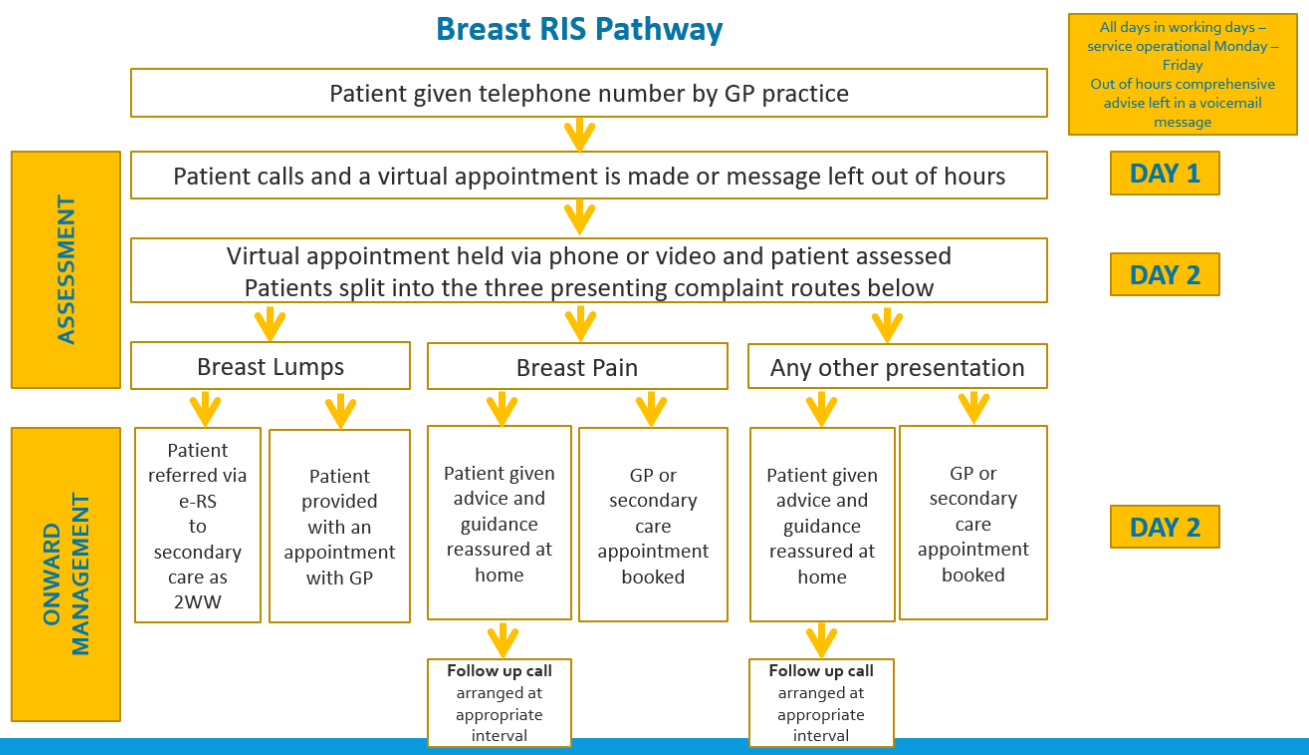 Breast RIS Pathway
All days in working days –
service operational Monday –
Friday
Out of hours comprehensive
advise left in a voicemail
message
Patient given telephone number by GP practice
ASSESSMENT
Patient calls and a virtual appointment is made or message left out of hours
DAY 1
Virtual appointment held via phone or video and patient assessed
Patients split into the three presenting complaint routes below
DAY 2
Breast Lumps
Breast Pain
Any other presentation
ONWARD
MANAGEMENT
Patient
referred via
e-RS
to
secondary
care as
2WW
Patient
provided
with an
appointment
with GP
Patient given
advice and
guidance
reassured at
home
GP or
secondary
care
appointment
booked
Patient given
advice and
guidance
reassured at
home
GP or
secondary
care
appointment
booked
DAY 2
Follow up call
arranged at
appropriate
interval
Follow up call
arranged at
appropriate
interval